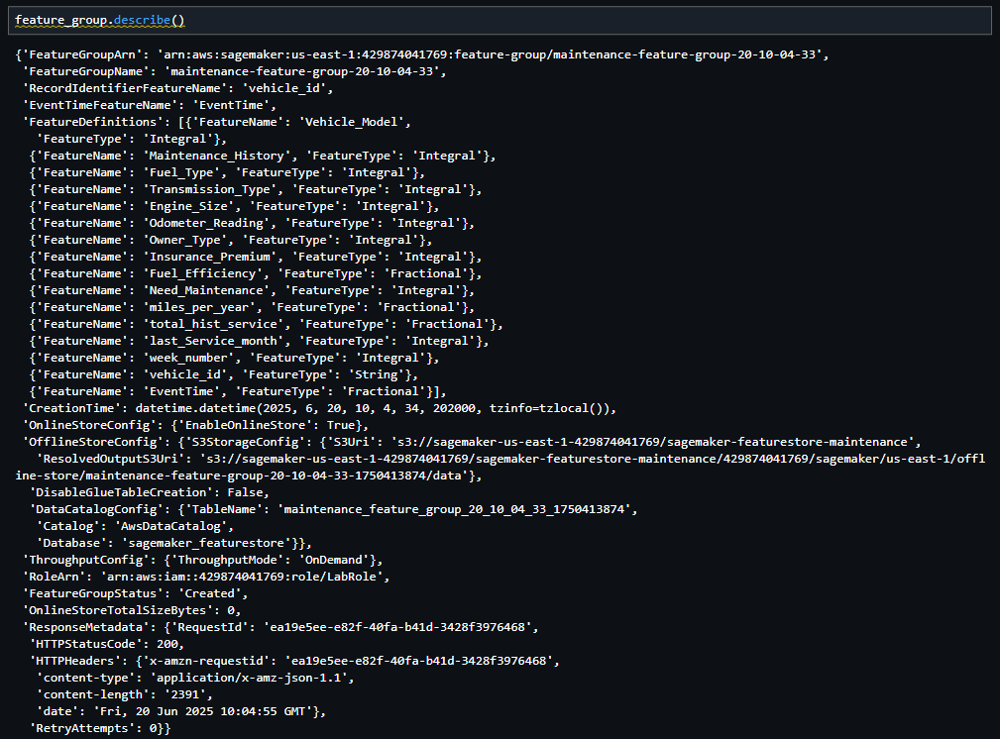 feature_group.describe()
{'FeatureGroupArn': 'arn:aws:sagemaker:us-east-1:429874041769:feature-group/maintenance-feature-group-20-10-04-33',
'FeatureGroupName': 'maintenance-feature-group-20-10-04-33',
'RecordIdentifierFeatureName': 'vehicle_id',
'EventTimeFeatureName': 'EventTime',
'FeatureDefinitions': [{'FeatureName': 'Vehicle_Model',
'FeatureType': 'Integral'},
{'FeatureName': 'Maintenance_History', 'FeatureType': 'Integral'},
{'FeatureName': 'Fuel_Type', 'FeatureType': 'Integral'},
{'FeatureName': 'Transmission_Type', 'FeatureType': 'Integral'},
{'FeatureName': 'Engine_Size', 'FeatureType': 'Integral'},
{'FeatureName': 'Odometer_Reading', 'FeatureType': 'Integral'},
{'FeatureName': 'Owner_Type', 'FeatureType': 'Integral'},
{'FeatureName': 'Insurance_Premium', 'FeatureType': 'Integral'},
{'FeatureName': 'Fuel_Efficiency', 'FeatureType': 'Fractional'},
{'FeatureName': 'Need_Maintenance', 'FeatureType': 'Integral'},
{'FeatureName': 'miles_per_year', 'FeatureType': 'Fractional'},
{'FeatureName': 'total_hist_service', 'FeatureType': 'Fractional'},
{'FeatureName': 'last_Service_month', 'FeatureType': 'Integral'},
{'FeatureName': 'week_number', 'FeatureType': 'Integral'},
{'FeatureName': 'vehicle_id', 'FeatureType': 'String'},
{'FeatureName': 'EventTime', 'FeatureType': 'Fractional'}],
'CreationTime': datetime.datetime(2025, 6, 20, 10, 4, 34, 202000, tzinfo=tzlocal()),
'OnlineStoreConfig': {'EnableOnlineStore': True},
'OfflineStoreConfig': {'S3StorageConfig': {'S3Uri': 's3://sagemaker-us-east-1-429874041769/sagemaker-featurestore-maintenance',
'ResolvedOutputS3Uri': 's3://sagemaker-us-east-1-429874041769/sagemaker-featurestore-maintenance/429874041769/sagemaker/us-east-1/offl
ine-store/maintenance-feature-group-20-10-04-33-1750413874/data'},
'DisableGlueTableCreation': False,
'DataCatalogConfig': {'TableName': 'maintenance_feature_group_20_10_04_33_1750413874',
'Catalog': 'AwsDataCatalog',
'Database': 'sagemaker_featurestore'}},
'ThroughputConfig': {'ThroughputMode': 'OnDemand'},
'RoleArn': 'arn:aws:iam::429874041769:role/LabRole',
'FeatureGroupStatus': 'Created',
'OnlineStoreTotalSizeBytes': 0,
'ResponseMetadata': {'RequestId': 'ea19e5ee-e82f-40fa-b41d-3428f3976468',
'HTTPStatusCode': 200,
'HTTPHeaders': {'x-amzn-requestid': 'ea19e5ee-e82f-40fa-b41d-3428f3976468',
'content-type': 'application/x-amz-json-1.1',
'content-length': '2391',
'date': 'Fri, 20 Jun 2025 10:04:55 GMT'},
'RetryAttempts': 0}}